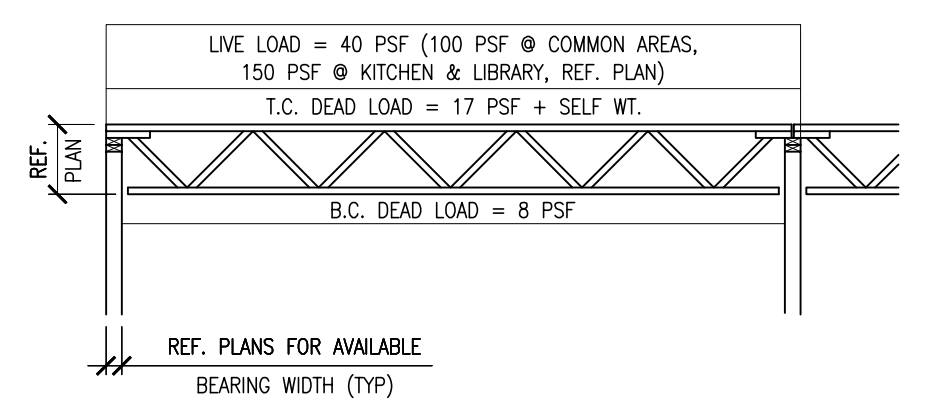 LIVE LOAD = 40 PSF (100 PSF @ COMMON AREAS,
150 PSF @ KITCHEN & LIBRARY, REF. PLAN)
T.C. DEAD LOAD = 17 PSF + SELF WT.
REF.
PLAN
B.C. DEAD LOAD = 8 PSF
REF. PLANS FOR AVAILABLE
BEARING WIDTH (TYP)